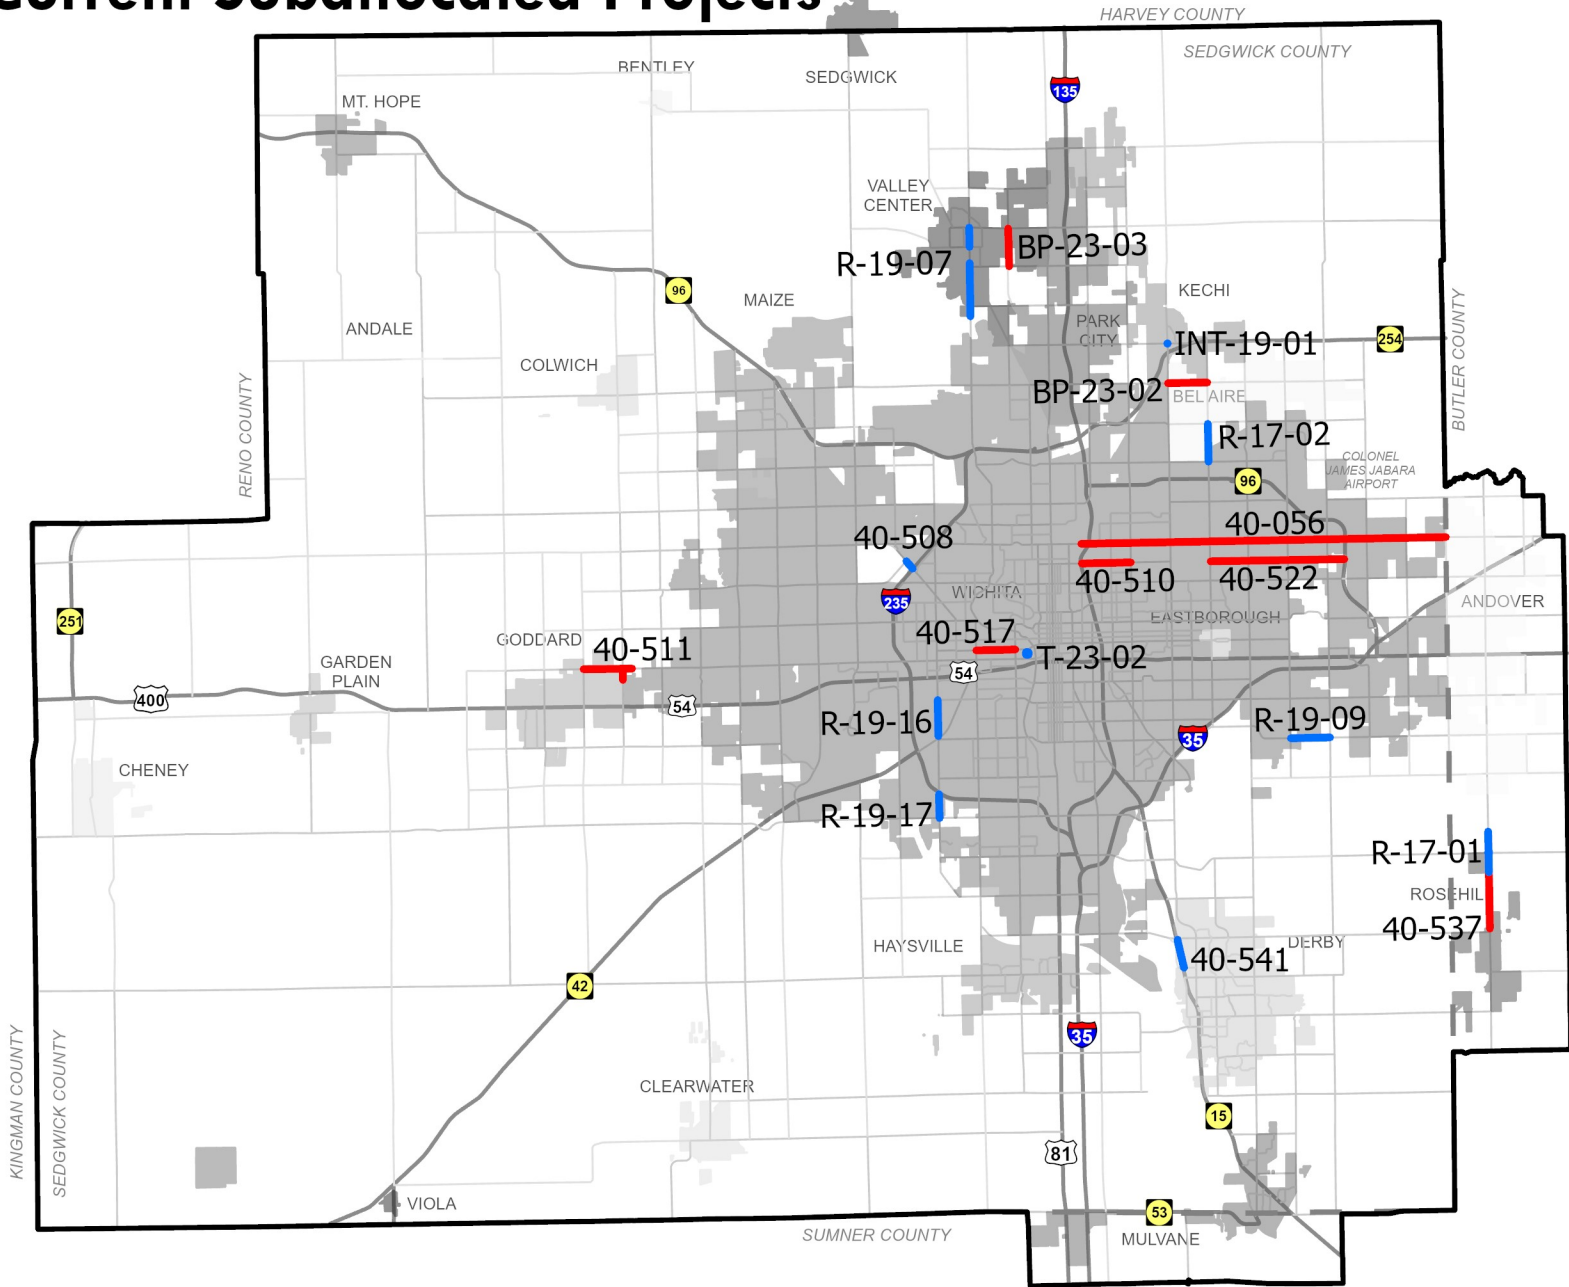 Current Suballocated Projects
HARVEY COUNTY
SEDGWICK COUNTY
BENTLEY
SEDGWICK
135
MT. HOPE
VALLEY
CENTER
BP-23-03
R-19-07
96
MAIZE
KECHI
ANDALE
PARK
CITY
INT-19-01
254
BUTLER COUNTY
COLWICH
BP-23-02
BEL AIRE
RENO COUNTY
R-17-02
COLONEL
JAMES JABARA
AIRPORT
96
40-056
40-508
40-510
40-522
235
WICHITA
EASTBOROUGH
ANDOVER
251
GODDARD
40-511
40-517
T-23-02
GARDEN
PLAIN
54
400
54
R-19-16
R-19-09
35
CHENEY
R-19-17
R-17-01
ROSEHIL
40-537
HAYSVILLE
DERBY
40-541
42
35
KINGMAN COUNTY
SEDGWICK COUNTY
CLEARWATER
15
81
VIOLA
53
SUMNER COUNTY
MULVANE